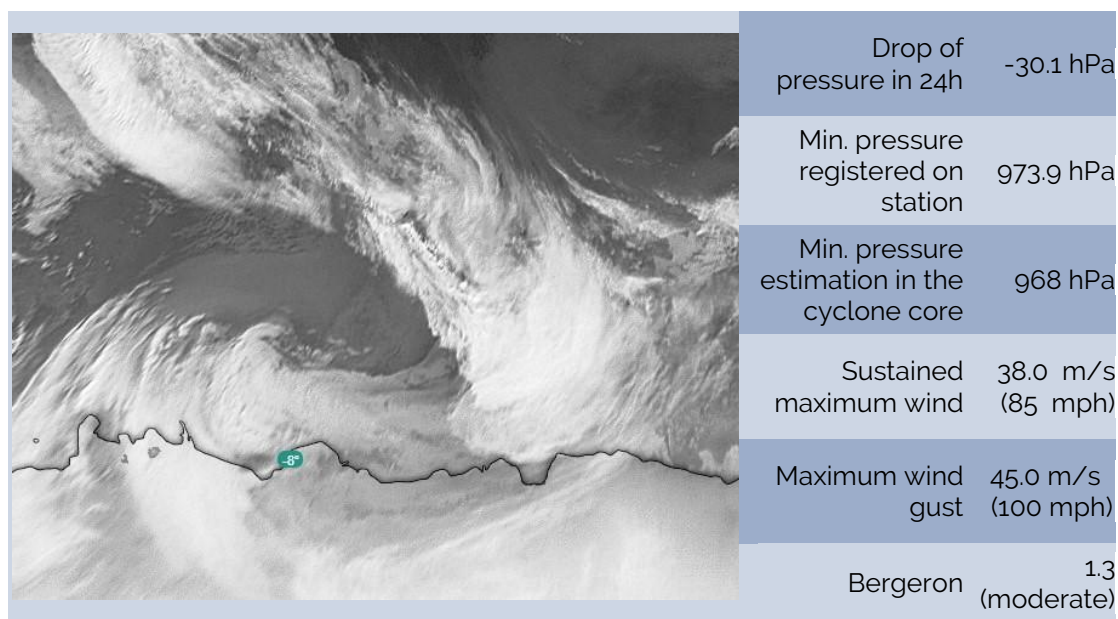 -8°
Drop of
pressure in 24h
-30.1 hPa
Min. pressure
registered on
station
973.9 hPa
Min. pressure
estimation in the
cyclone core
968 hPa
Sustained
maximum wind
38.0 m/s
(85 mph)
Maximum wind
gust
45.0 m/s
(100 mph)
Bergeron
1.3
(moderate)